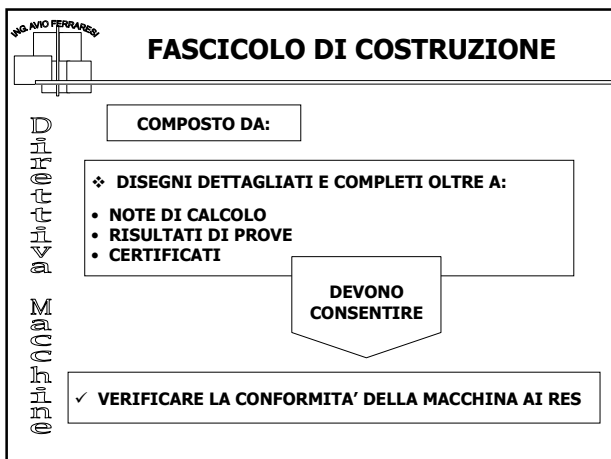 ING. AVIO FERRARESI
FASCICOLO DI COSTRUZIONE
Direttiva Macchine
COMPOSTO DA:
❖ DISEGNI DETTAGLIATI E COMPLETI OLTRE A:
• NOTE DI CALCOLO
• RISULTATI DI PROVE
• CERTIFICATI
DEVONO
CONSENTIRE
✓ VERIFICARE LA CONFORMITA’ DELLA MACCHINA AI RES